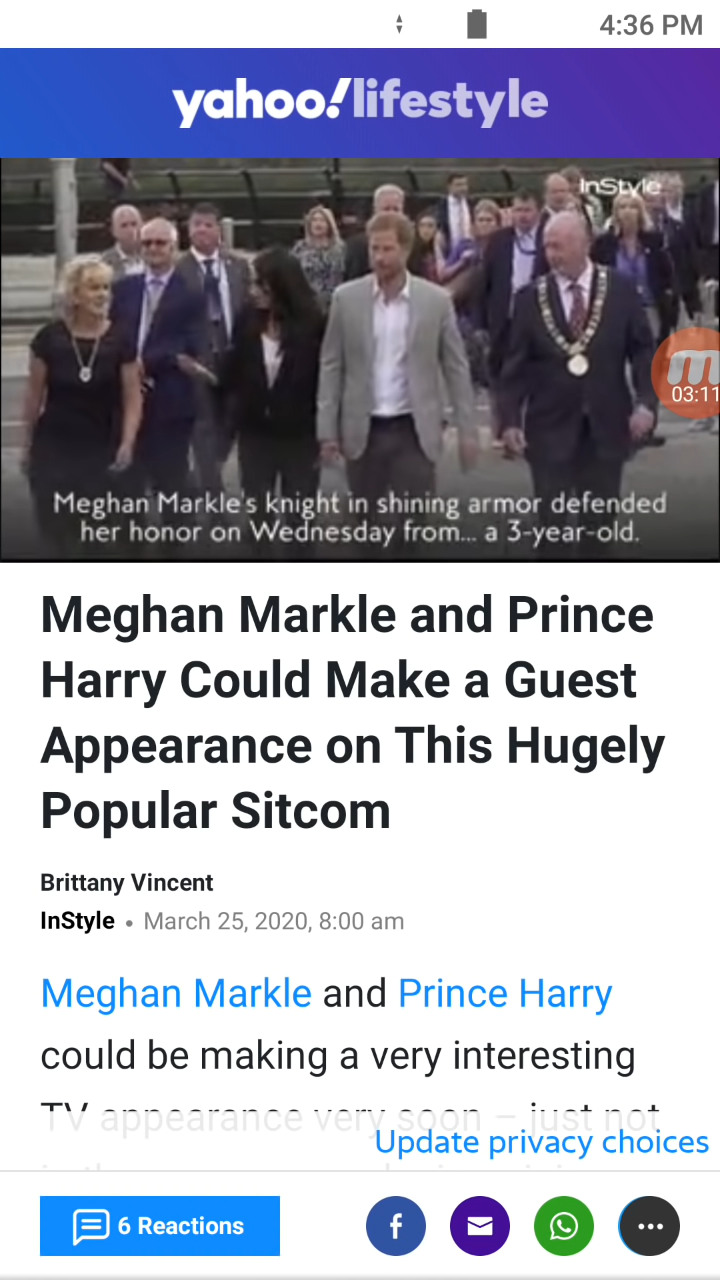 4:36 PM
yahoo!lifestyle
InStyle
03:11
Meghan Markle's knight in shining armor defended
her honor on Wednesday from... a 3-year-old.
Meghan Markle and Prince
Harry Could Make a Guest
Appearance on This Hugely
Popular Sitcom
Brittany Vincent
InStyle • March 25, 2020, 8:00 am
Meghan Markle and Prince Harry
could be making a very interesting
TV appearance very soon – just not
Update privacy choices
6 Reactions